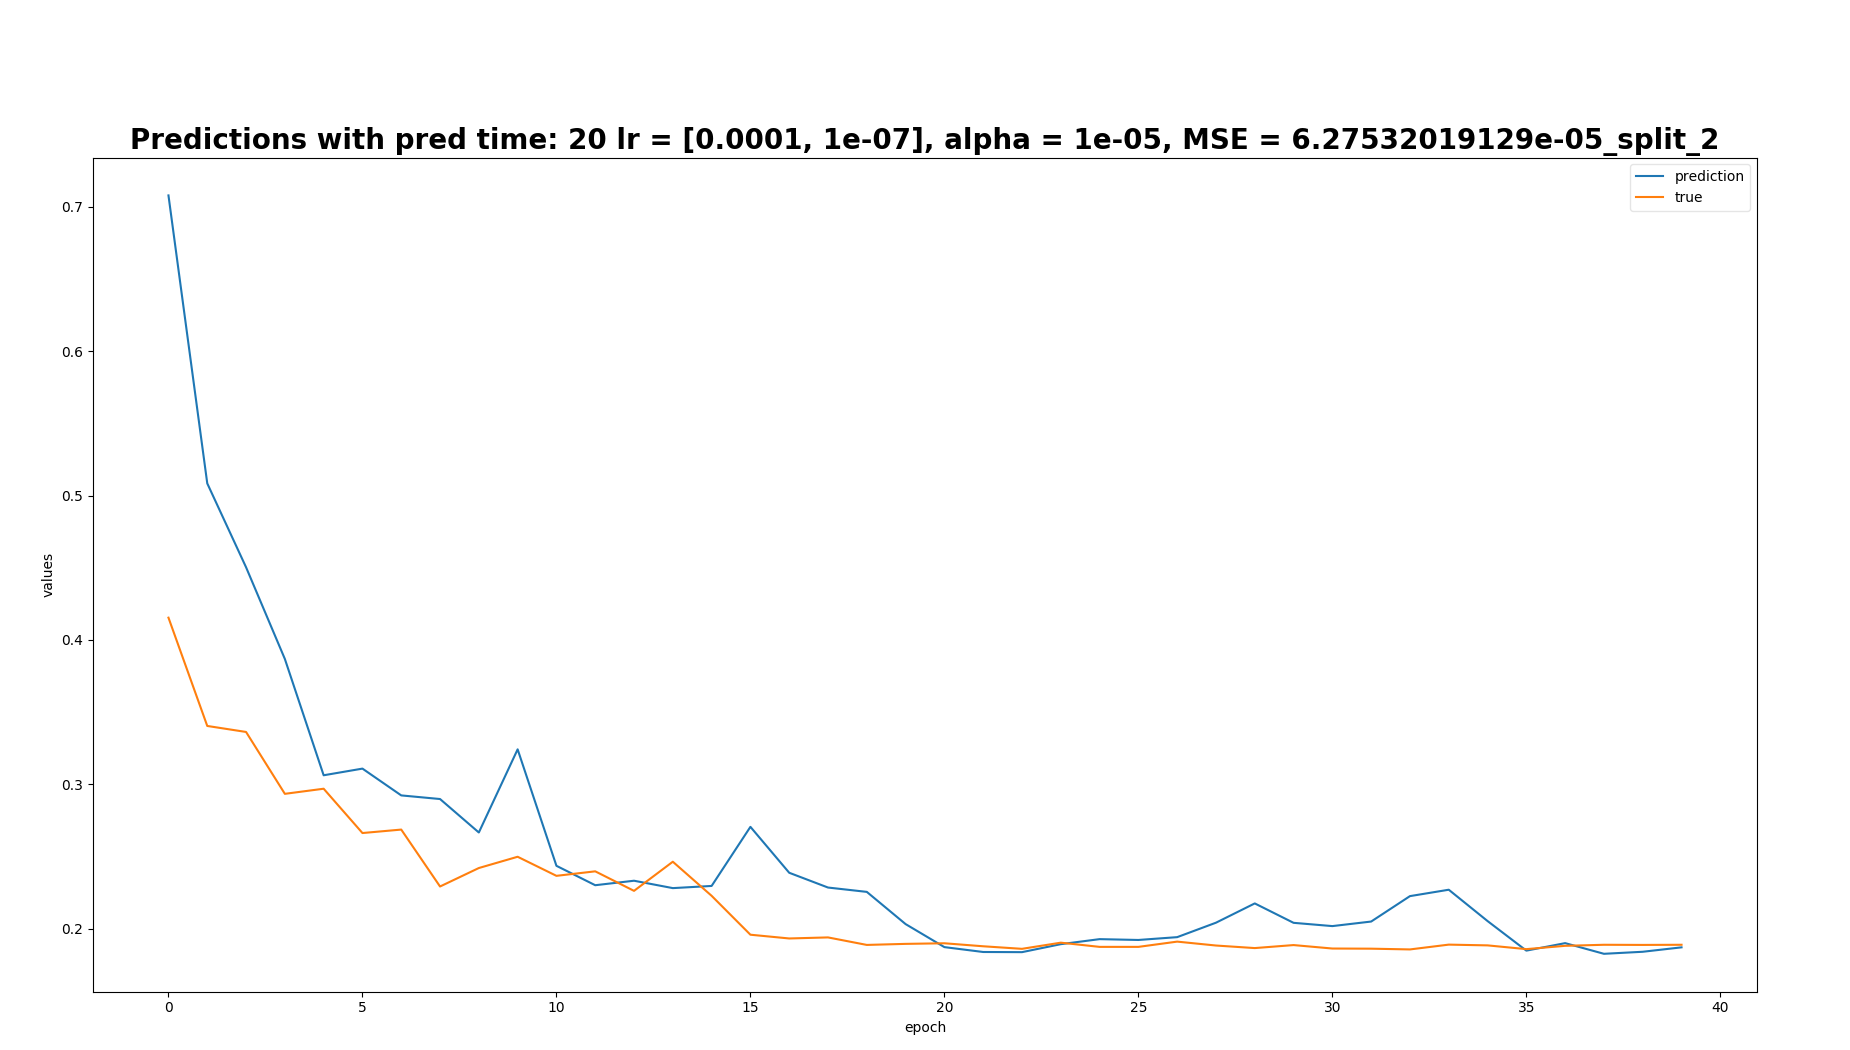 Predictions with pred time: 20 lr = [0.0001, 1e-07], alpha = 1e-05, MSE = 6.27532019129e-05_split_2
prediction
true
0.7
0.6
0.5
0.4
0.3
0.2
values
0 5 10 15 20 25 30 35 40
epoch